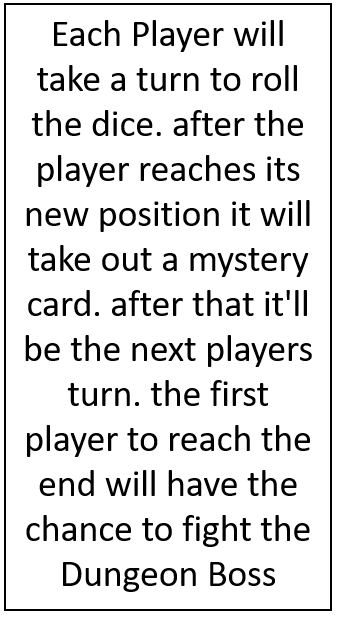 Each Player will
take a turn to roll
the dice. after the
player reaches its
new position it will
take out a mystery
card. after that it'll
be the next players
turn. the first
player to reach the
end will have the
chance to fight the
Dungeon Boss